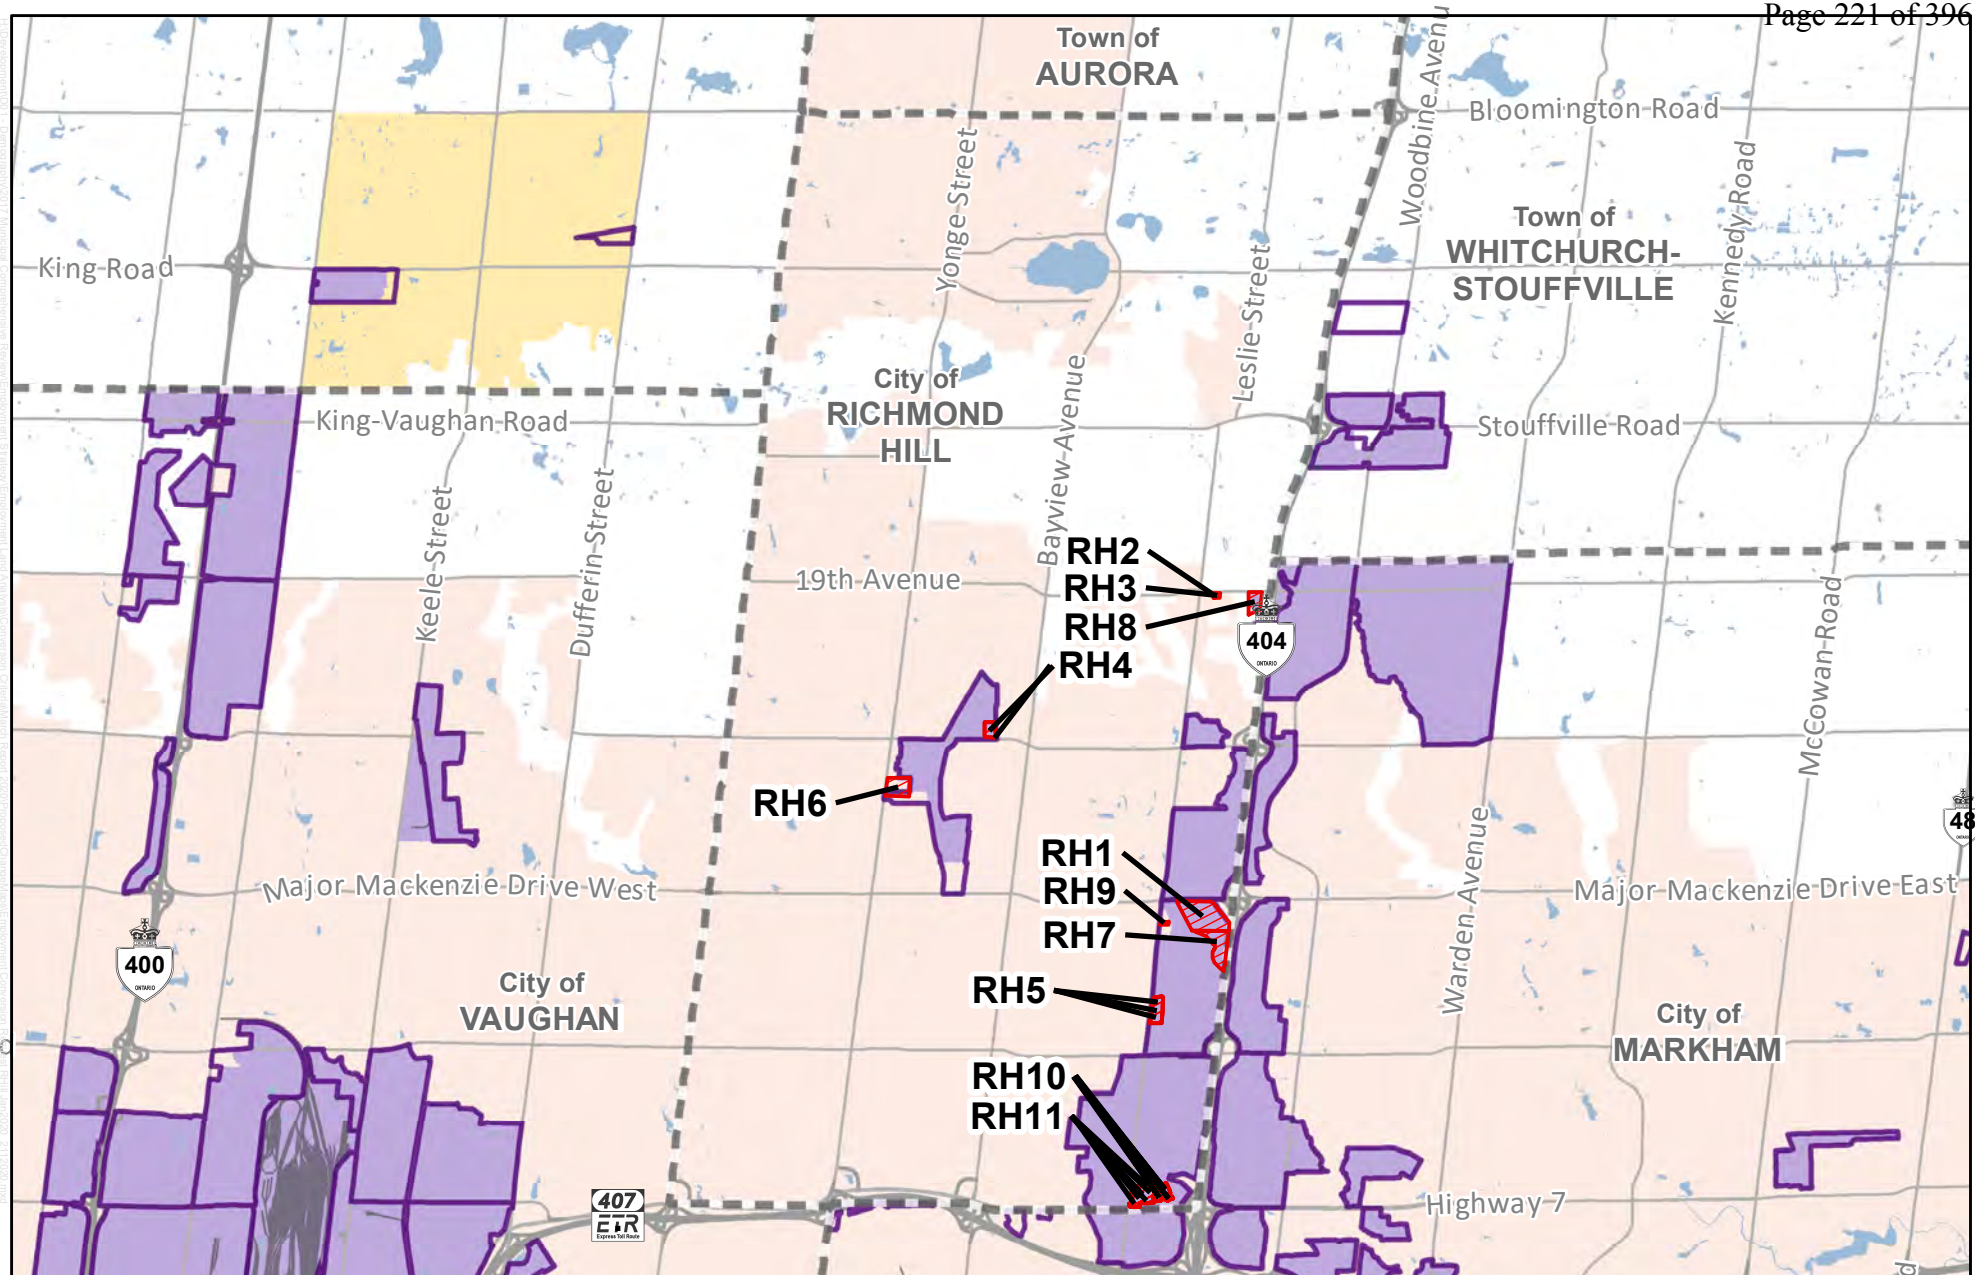 Page 221 of 396
Town of
AURORA
Woodbine Avenu
Bloomington Road
Yonge Street
Kennedy Road
Town of
WHITCHURCH-
STOUFFVILLE
King Road
Leslie Street
City of
RICHMOND
HILL
King-Vaughan Road
Stouffville Road
Bayview Avenue
Keele Street
Dufferin Street
RH2
19th Avenue
RH3
RH8
404
ONTARIO
RH4
McCowan Road
RH6
48
ONTARIO
RH1
Warden Avenue
Major Mackenzie Drive West
RH9
Major Mackenzie Drive East
RH7
400
ONTARIO
City of
VAUGHAN
RH5
City of
MARKHAM
RH10
RH11
407
ETR
Express Toll Route
Highway 7